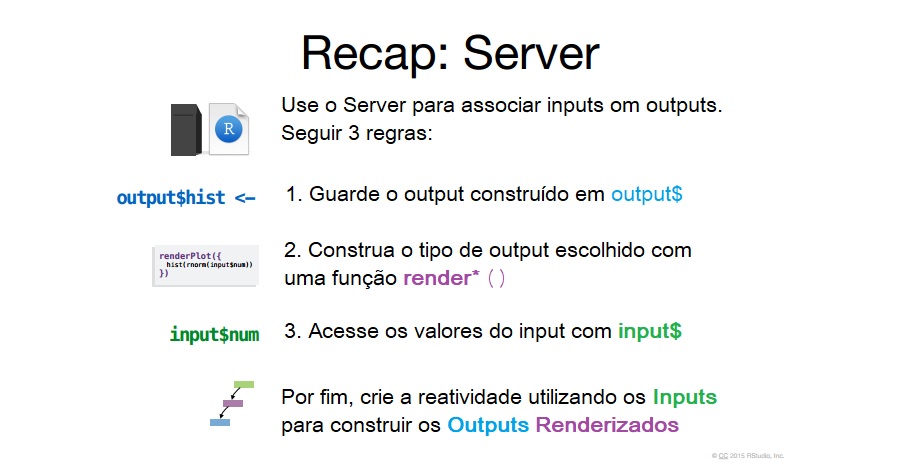 Recap: Server
R
Use o Server para associar inputs om outputs.
Seguir 3 regras:
output$hist <-
1. Guarde o output construído em output$
renderPlot({
hist(rnorm(input$num))
})
2. Construa o tipo de output escolhido com
uma função render* ()
input$num
3. Acesse os valores do input com input$
Por fim, crie a reatividade utilizando os Inputs
para construir os Outputs Renderizados
© CC 2015 RStudio, Inc.